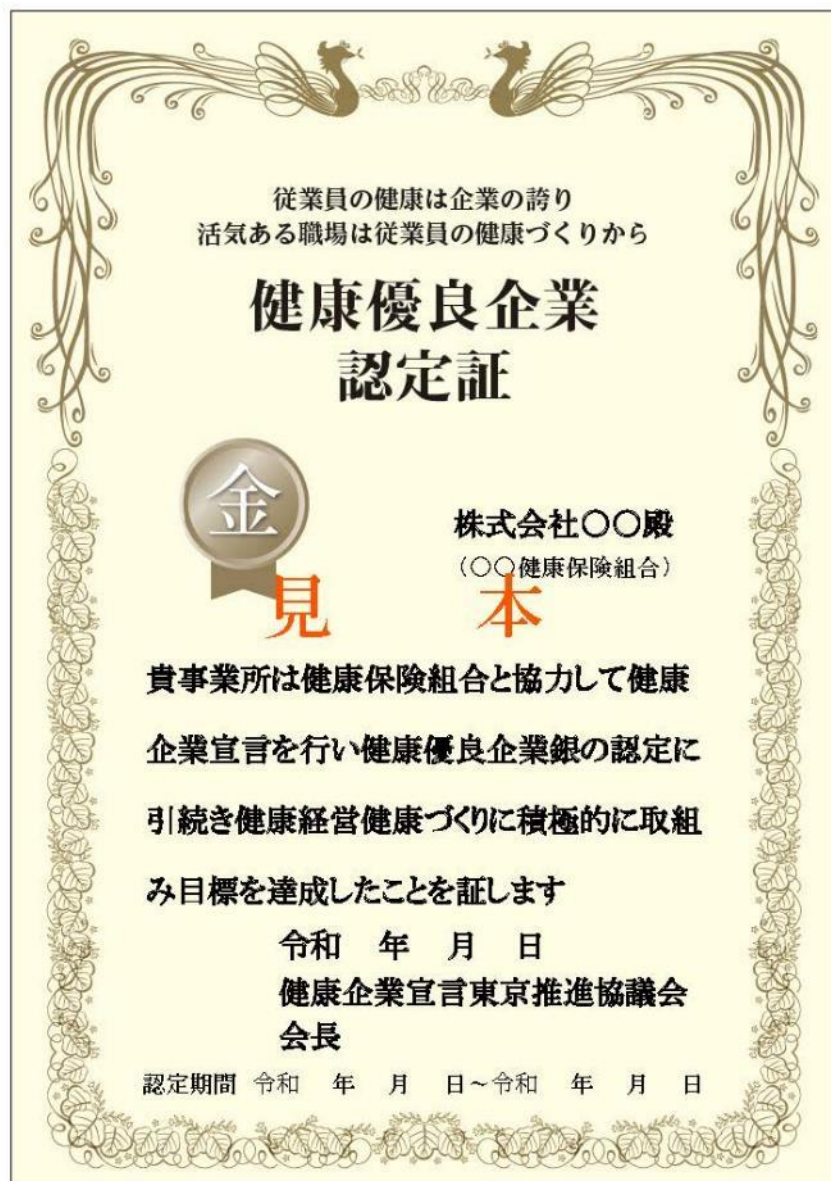 従業員の健康は企業の誇り
活気ある職場は従業員の健康づくりから
健康優良企業
認定証
金
株式会社〇〇殿
（〇〇健康保険組合）
見本
貴事業所は健康保険組合と協力して健康
企業宣言を行い健康優良企業銀の認定に
引続き健康経営健康づくりに積極的に取組
み目標を達成したことを証します
令和 年 月 日
健康企業宣言東京推進協議会
会長
認定期間 令和 年 月 日～令和 年 月 日